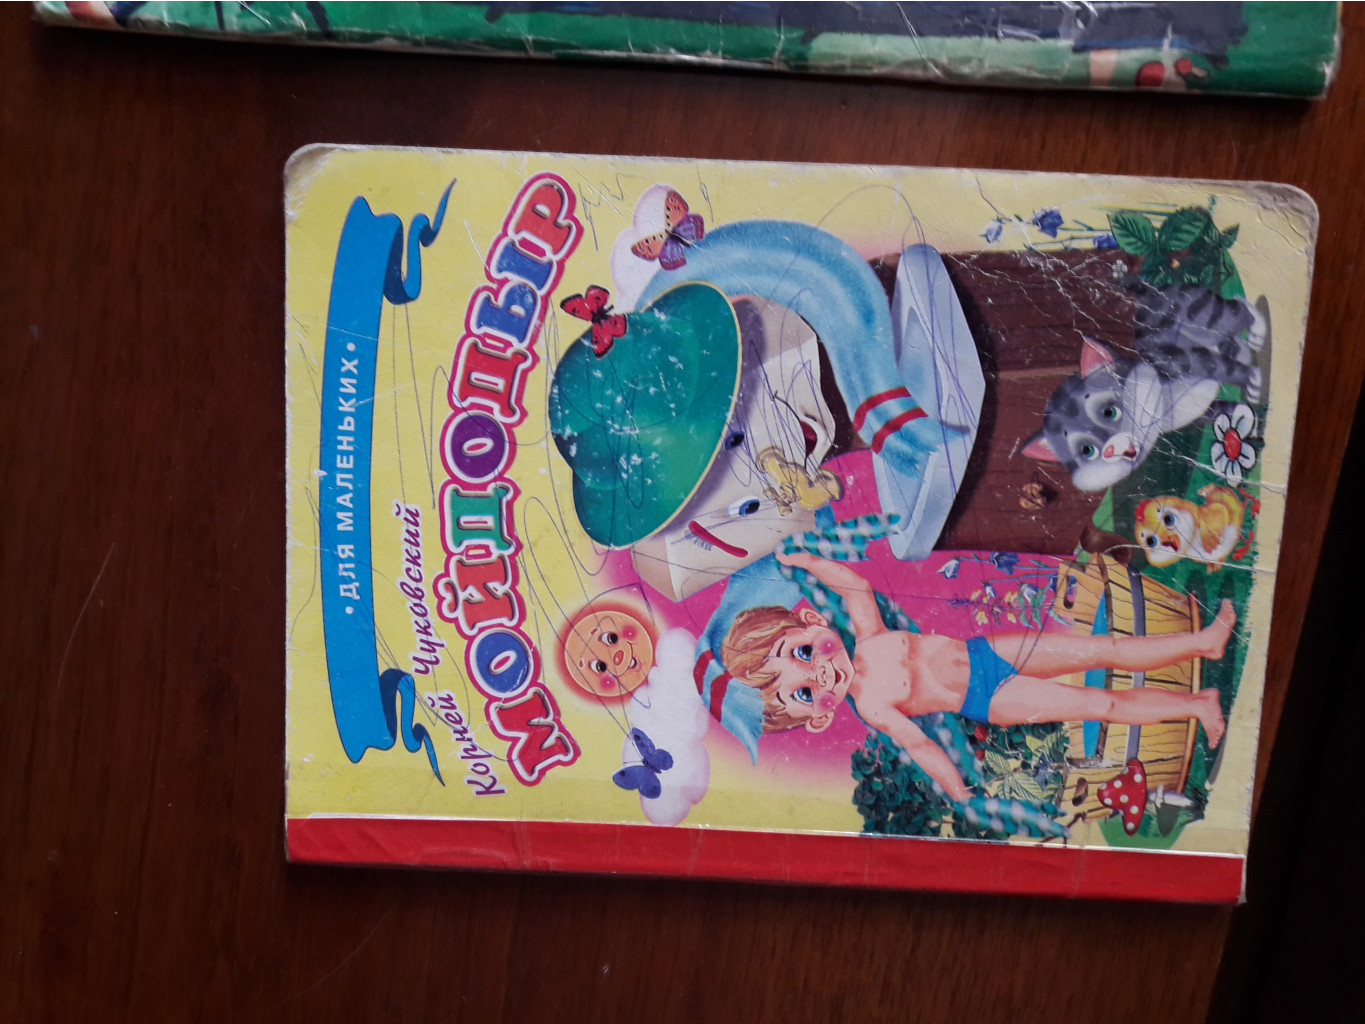 •ДЛЯ МАЛЕНЬКИХ•
Корней Чуковский
МОЙДОДЫР